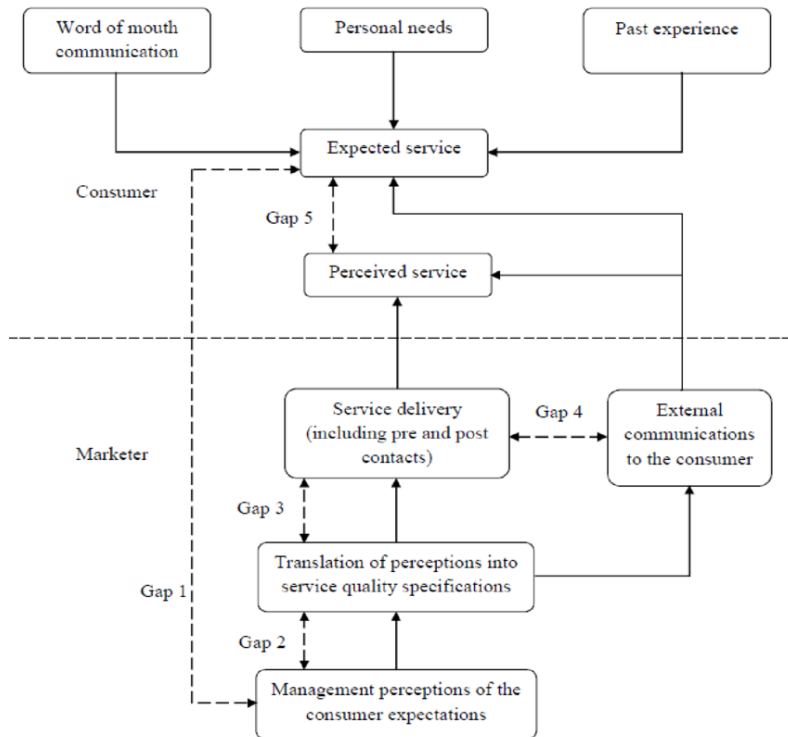 Word of mouth
communication
Personal needs
Past experience
Expected service
Consumer
Gap 5
Perceived service
Service delivery
(including pre and post
contacts)
Gap 4
External
communications
to the consumer
Marketer
Gap 3
Translation of perceptions into
service quality specifications
Gap 1
Gap 2
Management perceptions of the
consumer expectations